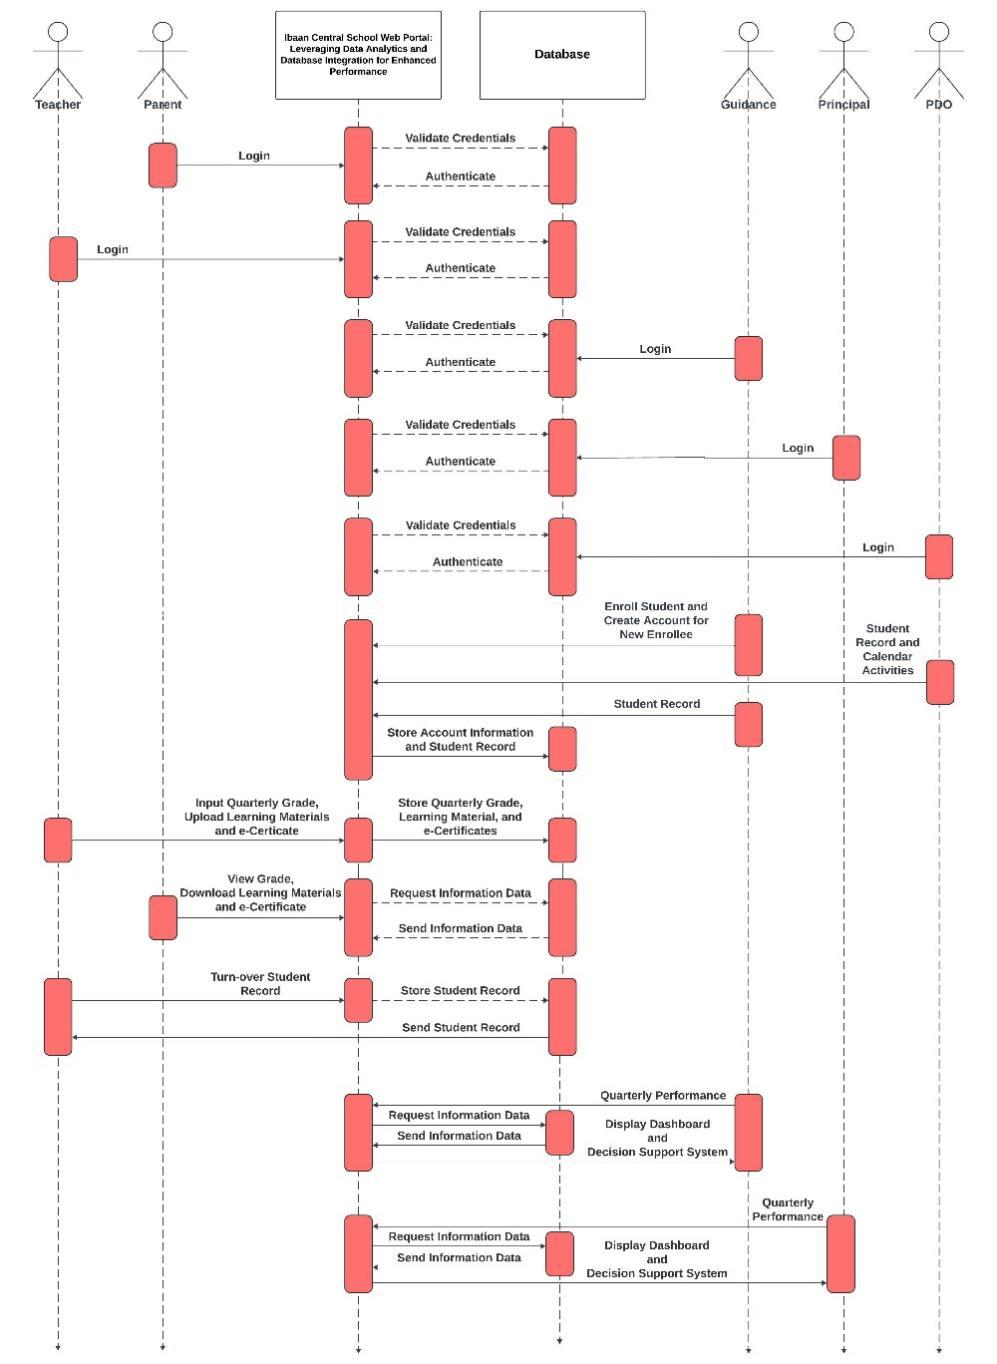 Ibaan Central School Web Portal:
Leveraging Data Analytics and
Database Integration for Enhanced
Performance
Database
Teacher
Parent
Guidance
Principal
PDO
Validate Credentials
Login
Authenticate
Validate Credentials
Login
Authenticate
Validate Credentials
Login
Authenticate
Validate Credentials
Login
Authenticate
Validate Credentials
Login
Authenticate
Enroll Student and
Create Account for
New Enrollee
Student
Record and
Calendar
Activities
Student Record
Store Account Information
and Student Record
Input Quarterly Grade,
Upload Learning Materials
and e-Certicate
Store Quarterly Grade,
Learning Material, and
e-Certificates
View Grade,
Download Learning Materials
and e-Certificate
Request Information Data
Send Information Data
Turn-over Student
Record
Store Student Record
Send Student Record
Quarterly Performance
Request Information Data
Send Information Data
Display Dashboard
and
Decision Support System
Quarterly
Performance
Request Information Data
Send Information Data
Display Dashboard
and
Decision Support System